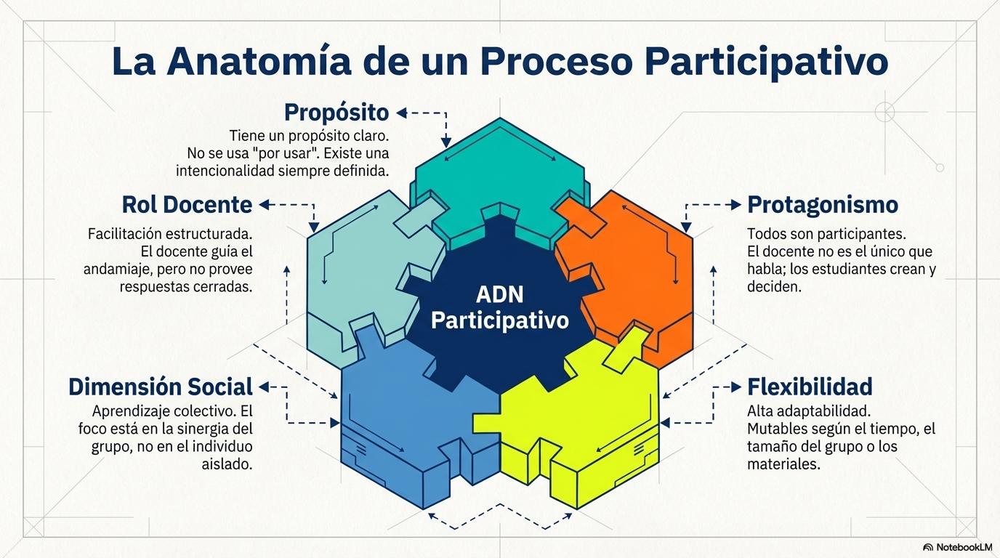 La Anatomía de un Proceso Participativo
Propósito
Tiene un propósito claro.
No se usa "por usar". Existe una
intencionalidad siempre definida.
Rol Docente
Facilitación estructurada.
El docente guía el
andamiaje, pero no provee
respuestas cerradas.
Protagonismo
Todos son participantes.
El docente no es el único que
habla; los estudiantes crean y
deciden.
ADN
Participativo
Dimensión Social
Aprendizaje colectivo. El
foco está en la sinergia del
grupo, no en el individuo
aislado.
Flexibilidad
Alta adaptabilidad.
Mutables según el tiempo, el
tamaño del grupo o los
materiales.
NotebookLM